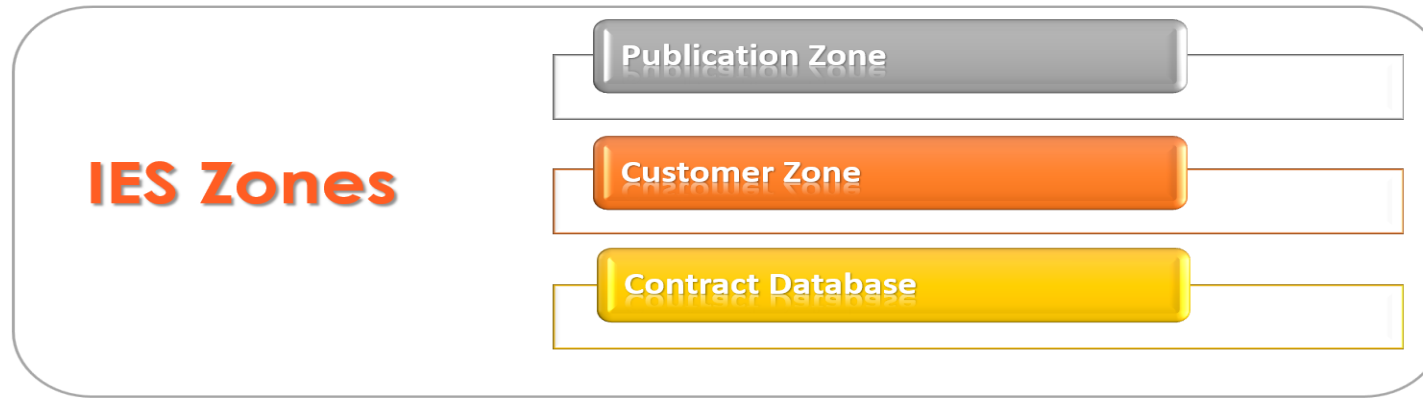 IES Zones
Publication Zone
Customer Zone
Contract Database